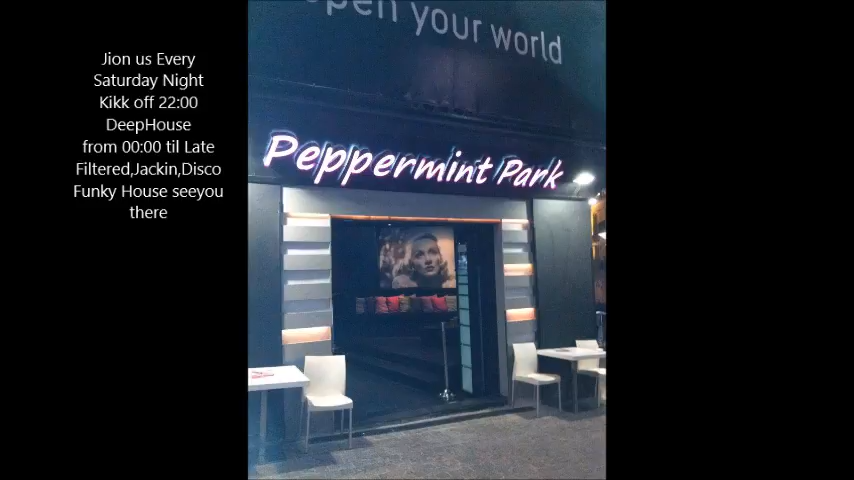 Jion us Every
Saturday Night
Kikk off 22:00
DeepHouse
from 00:00 til Late
Filtered,Jackin,Disco
Funky House seeyou
there
open your world
Peppermint Park